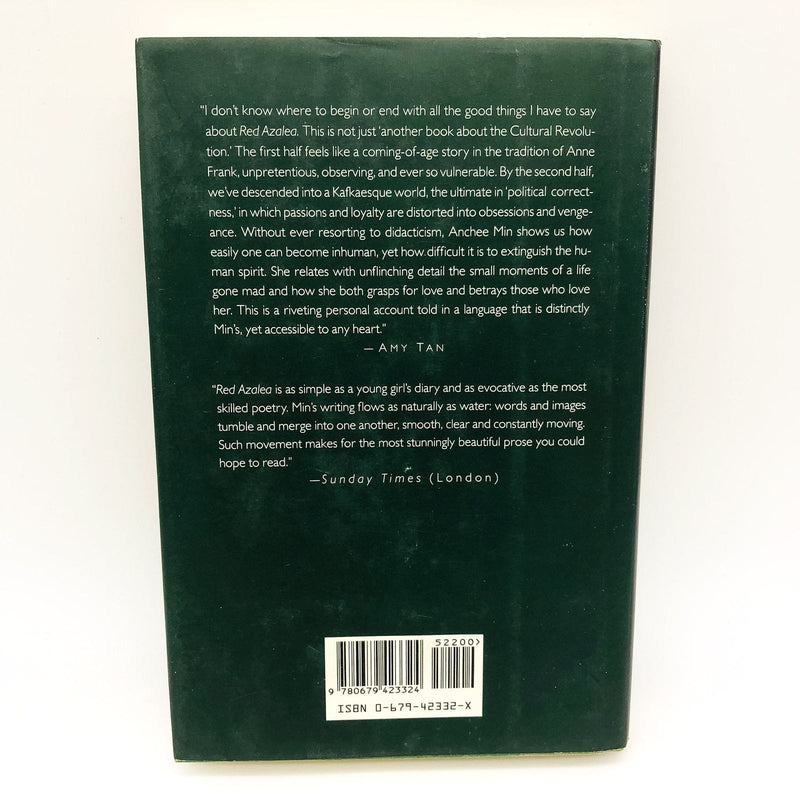 “I don’t know where to begin or end with all the good things I have to say
about Red Azalea. This is not just ‘another book about the Cultural Revolu-
tion.’ The first half feels like a coming-of-age story in the tradition of Anne
Frank, unpretentious, observing, and ever so vulnerable. By the second half,
we’ve descended into a Kafkaesque world, the ultimate in ‘political correct-
ness,’ in which passions and loyalty are distorted into obsessions and venge-
ance. Without ever resorting to didacticism, Anchee Min shows us how
easily one can become inhuman, yet how difficult it is to extinguish the hu-
man spirit. She relates with unflinching detail the small moments of a life
gone mad and how she both grasps for love and betrays those who love
her. This is a riveting personal account told in a language that is distinctly
Min’s, yet accessible to any heart.”
— AMY TAN
“Red Azalea is as simple as a young girl’s diary and as evocative as the most
skilled poetry. Min’s writing flows as naturally as water: words and images
tumble and merge into one another, smooth, clear and constantly moving.
Such movement makes for the most stunningly beautiful prose you could
hope to read.”
—Sunday Times (London)
52200>
9 780679 423324
ISBN 0-679-42332-X